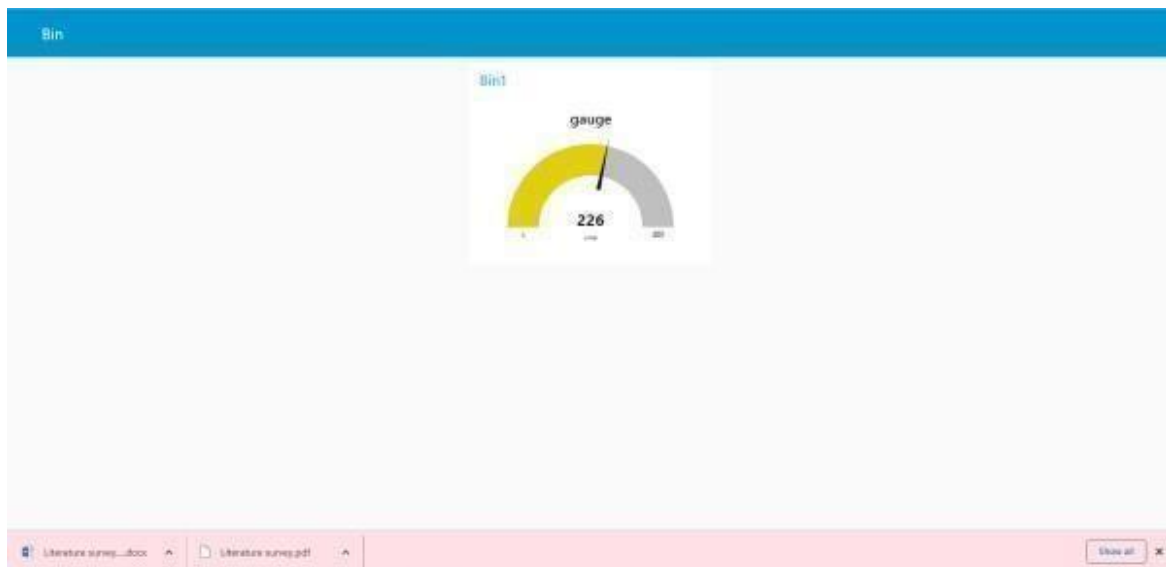 Bin
Bin1
gauge
226
Literature survey....docx
Literature survey.pdf
Show all